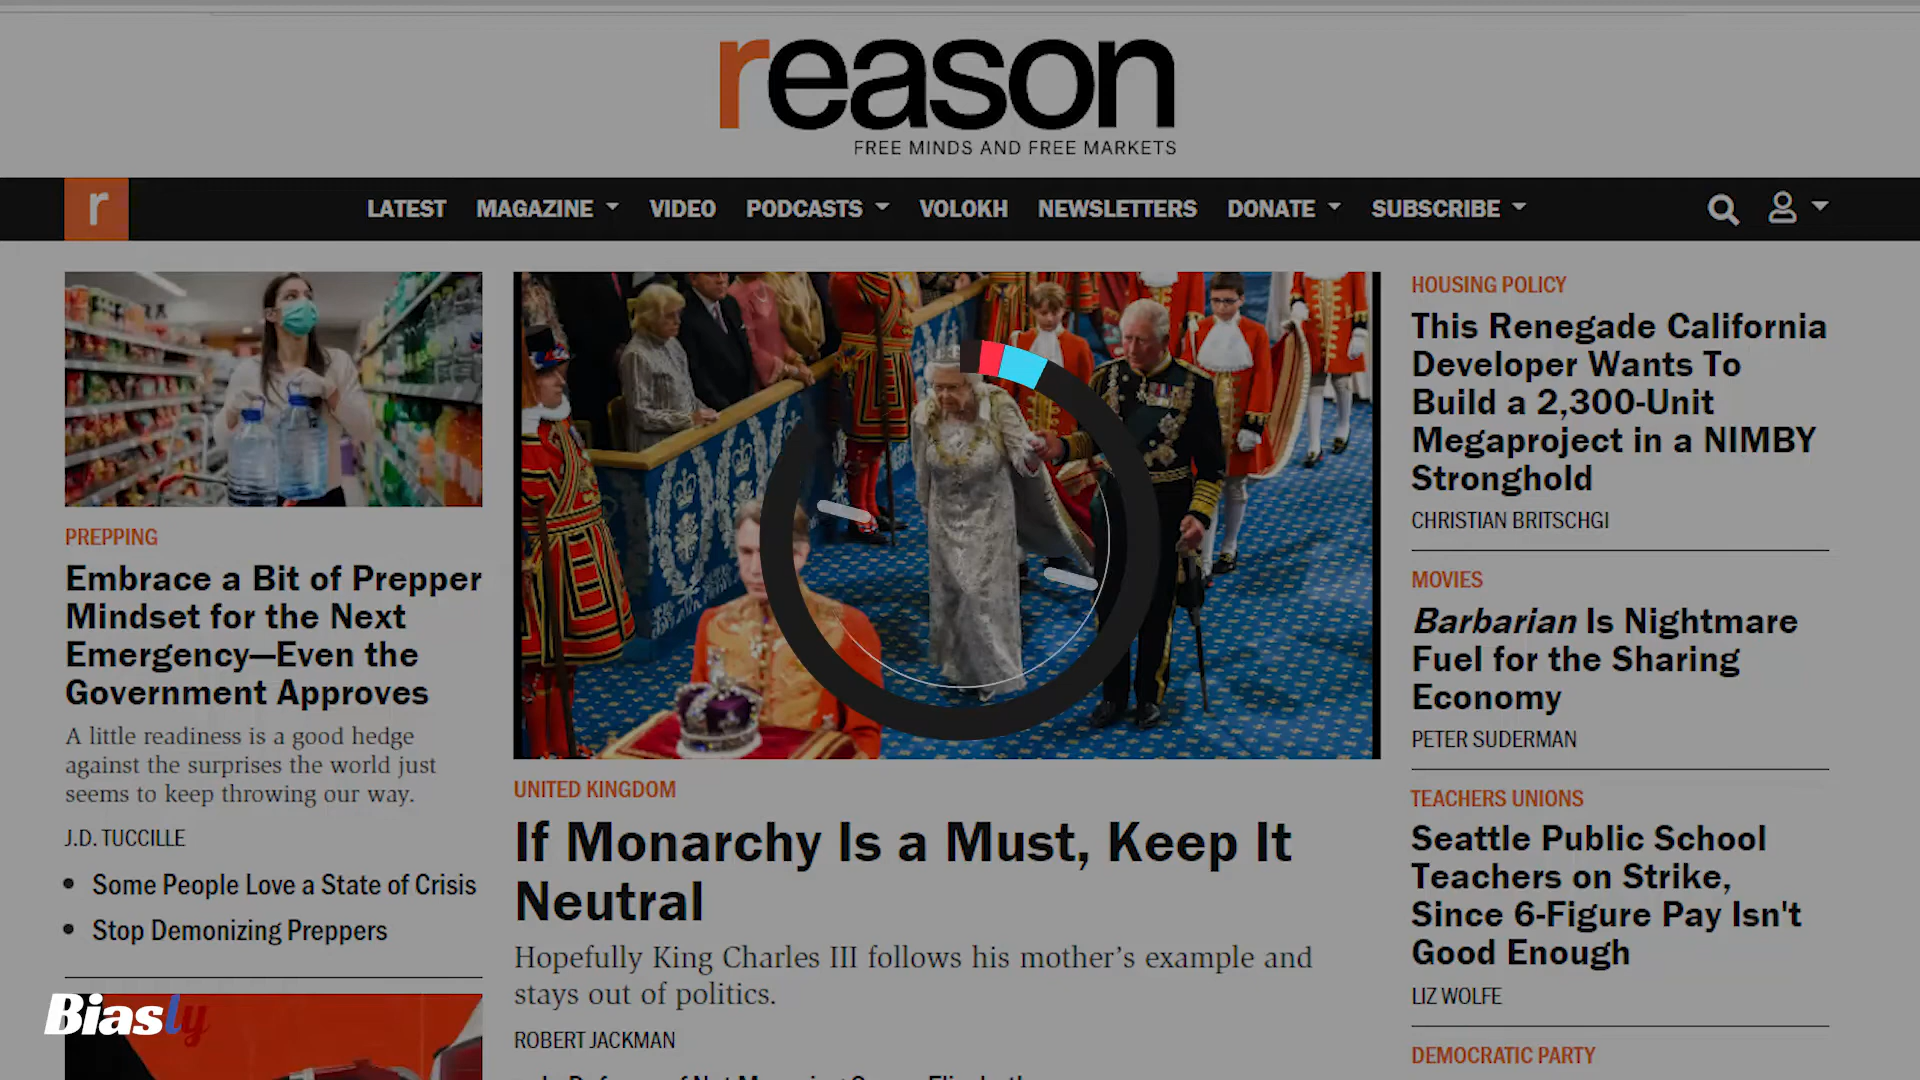 reason
FREE MINDS AND FREE MARKETS
r
LATEST MAGAZINE VIDEO PODCASTS VOLOKH NEWSLETTERS DONATE SUBSCRIBE
PREPPING
Embrace a Bit of Prepper
Mindset for the Next
Emergency—Even the
Government Approves
A little readiness is a good hedge
against the surprises the world just
seems to keep throwing our way.
J.D. TUCCILLE
Some People Love a State of Crisis
Stop Demonizing Preppers
UNITED KINGDOM
If Monarchy Is a Must, Keep It
Neutral
Hopefully King Charles III follows his mother’s example and
stays out of politics.
ROBERT JACKMAN
HOUSING POLICY
This Renegade California
Developer Wants To
Build a 2,300-Unit
Megaproject in a NIMBY
Stronghold
CHRISTIAN BRITSCHGI
MOVIES
Barbarian Is Nightmare
Fuel for the Sharing
Economy
PETER SUDERMAN
TEACHERS UNIONS
Seattle Public School
Teachers on Strike,
Since 6-Figure Pay Isn't
Good Enough
LIZ WOLFE
DEMOCRATIC PARTY
Biasly